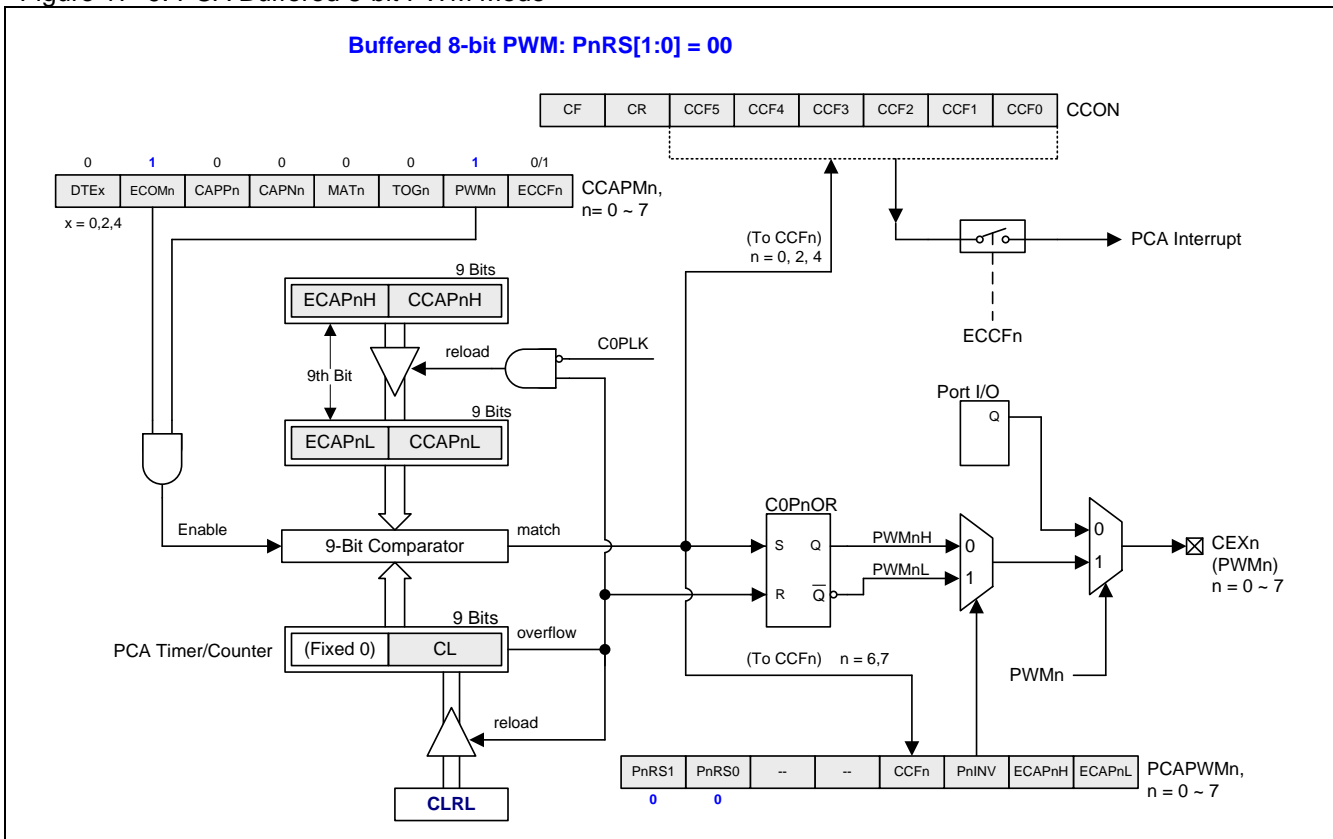 Buffered 8-bit PWM: PnRS[1:0] = 00
CF CR CCF5 CCF4 CCF3 CCF2 CCF1 CCF0 CCON
0 1 0 0 0 0 1 0/1
DTEx ECOMn CAPPn CAPNn MATn TOGn PWMn ECCFn CCAPMn,
n= 0 ~ 7
x = 0,2,4
(To CCFn)
n = 0, 2, 4
PCA Interrupt
ECCFn
9 Bits
ECAPnH CCAPnH
reload
C0PLK
9th Bit
9 Bits
ECAPnL CCAPnL
Port I/O
Q
Enable
9-Bit Comparator
match
C0PnOR
S Q
R Q
PWMnH
PWMnL
0
1
0
1
CEXn
(PWMn)
n = 0 ~ 7
9 Bits
PCA Timer/Counter
(Fixed 0) CL
overflow
(To CCFn) n = 6,7
PWMn
reload
CLRL
PnRS1 PnRS0 -- -- CCFn PnINV ECAPnH ECAPnL PCAPWMn,
n = 0 ~ 7
0 0